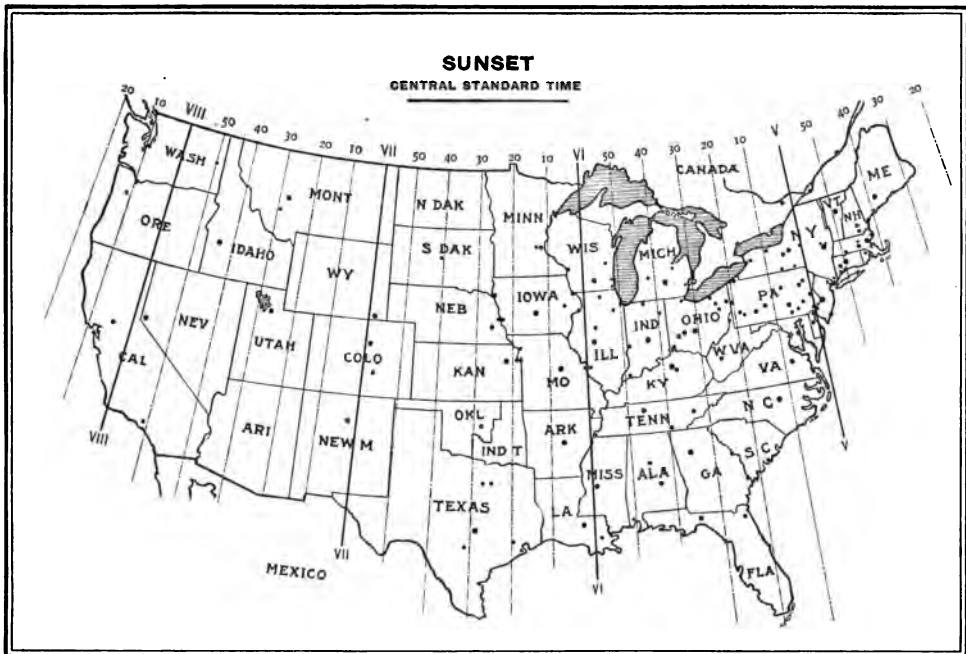 SUNSET
CENTRAL STANDARD TIME
20 10 VIII 50 40 30 20 10 VII 50 40 30 20 10 VI 50 40 30 20 10 V 50 40 30 20
CANADA
WASH
MONT
N DAK
MINN
ME
VT
NH
ORE
IDAHO
S DAK
WIS
MICH
NY
WY
IOWA
PA
NEV
NEB
ILL
IND
OHIO
CAL
UTAH
COLO
KAN
MO
KY
W VA
VA
ARI
NEW M
OKL
IND T
ARK
TENN
N C
S C
TEXAS
LA
MISS
ALA
GA
FLA
MEXICO
VIII
VII
VI
V